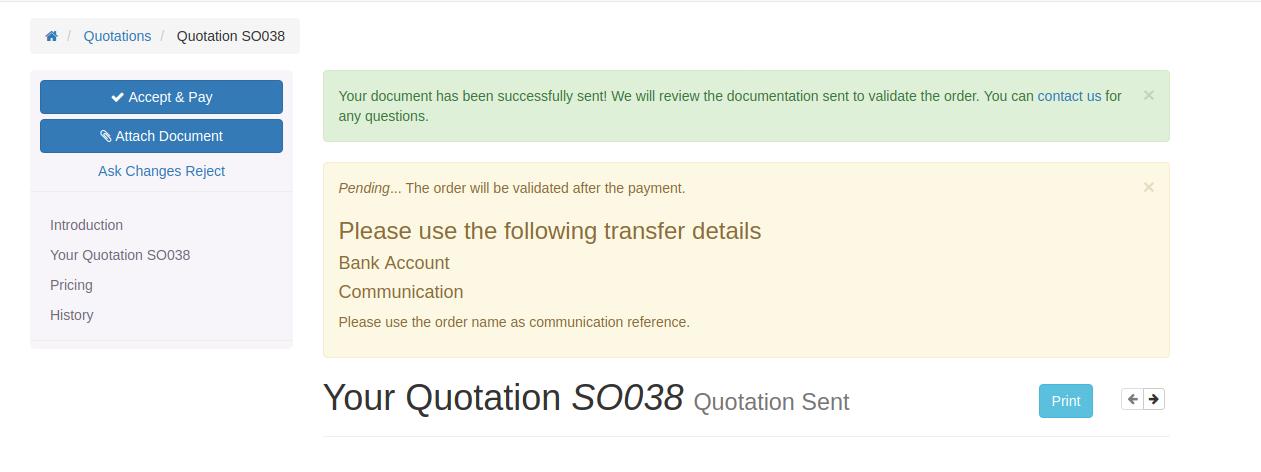 / Quotations / Quotation SO038
Accept & Pay
Attach Document
Ask Changes Reject
Introduction
Your Quotation SO038
Pricing
History
Your document has been successfully sent! We will review the documentation sent to validate the order. You can contact us for
any questions.
×
Pending... The order will be validated after the payment.
×
Please use the following transfer details
Bank Account
Communication
Please use the order name as communication reference.
Your Quotation SO038 Quotation Sent
Print